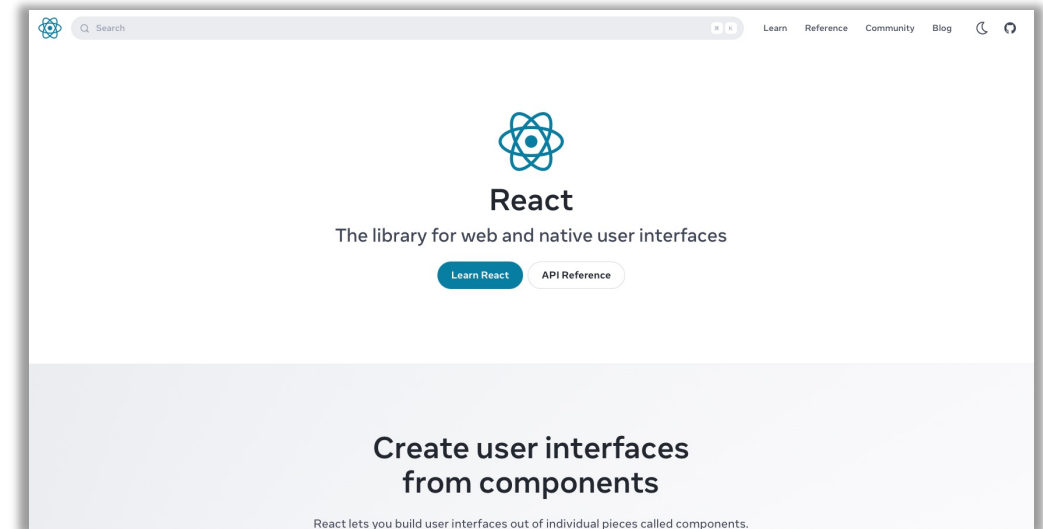 Search ⌘ K Learn Reference Community Blog
React
The library for web and native user interfaces
Learn React API Reference
Create user interfaces
from components
React lets you build user interfaces out of individual pieces called components.